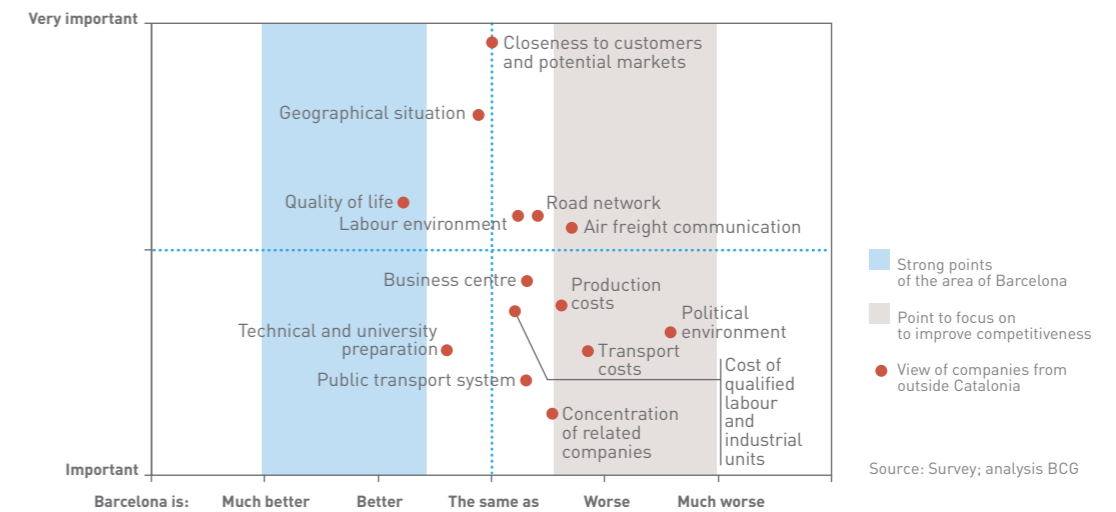 Very important
Closeness to customers
and potential markets
Geographical situation
Quality of life
Road network
Labour environment
Air freight communication
Business centre
Production
costs
Political
environment
Technical and university
preparation
Transport
costs
Public transport system
Cost of
qualified
labour
and
industrial
units
Concentration
of related
companies
Important
Barcelona is:
Much better
Better
The same as
Worse
Much worse
Strong points
of the area of Barcelona
Point to focus on
to improve competitiveness
View of companies from
outside Catalonia
Source: Survey; analysis BCG